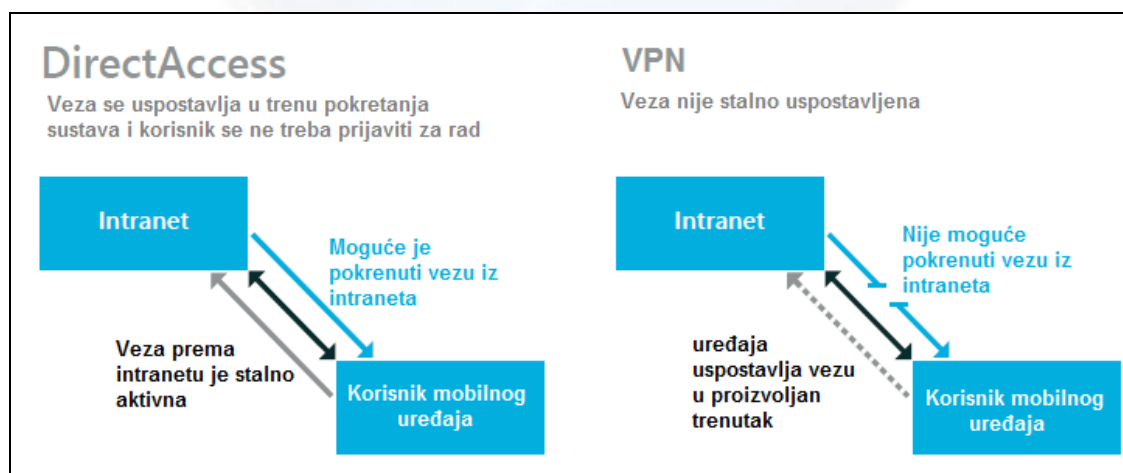 DirectAccess
Veza se uspostavlja u trenu pokretanja
sustava i korisnik se ne treba prijaviti za rad
Intranet
Moguće je
pokrenuti vezu iz
intraneta
Veza prema
intranetu je stalno
aktivna
Korisnik mobilnog
uređaja
VPN
Veza nije stalno uspostavljena
Intranet
Nije moguće
pokrenuti vezu iz
intraneta
uređaja
uspostavlja vezu
u proizvoljan
trenutak
Korisnik mobilnog
uređaja